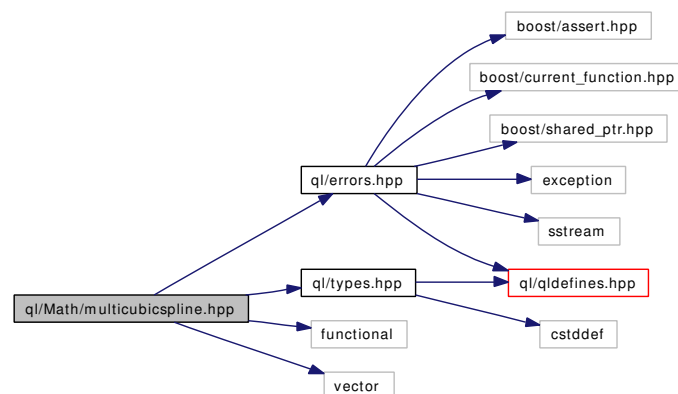 boost/assert.hpp
boost/current_function.hpp
boost/shared_ptr.hpp
ql/errors.hpp
exception
sstream
ql/types.hpp
ql/qldefines.hpp
ql/Math/multicubicspline.hpp
functional
cstddef
vector